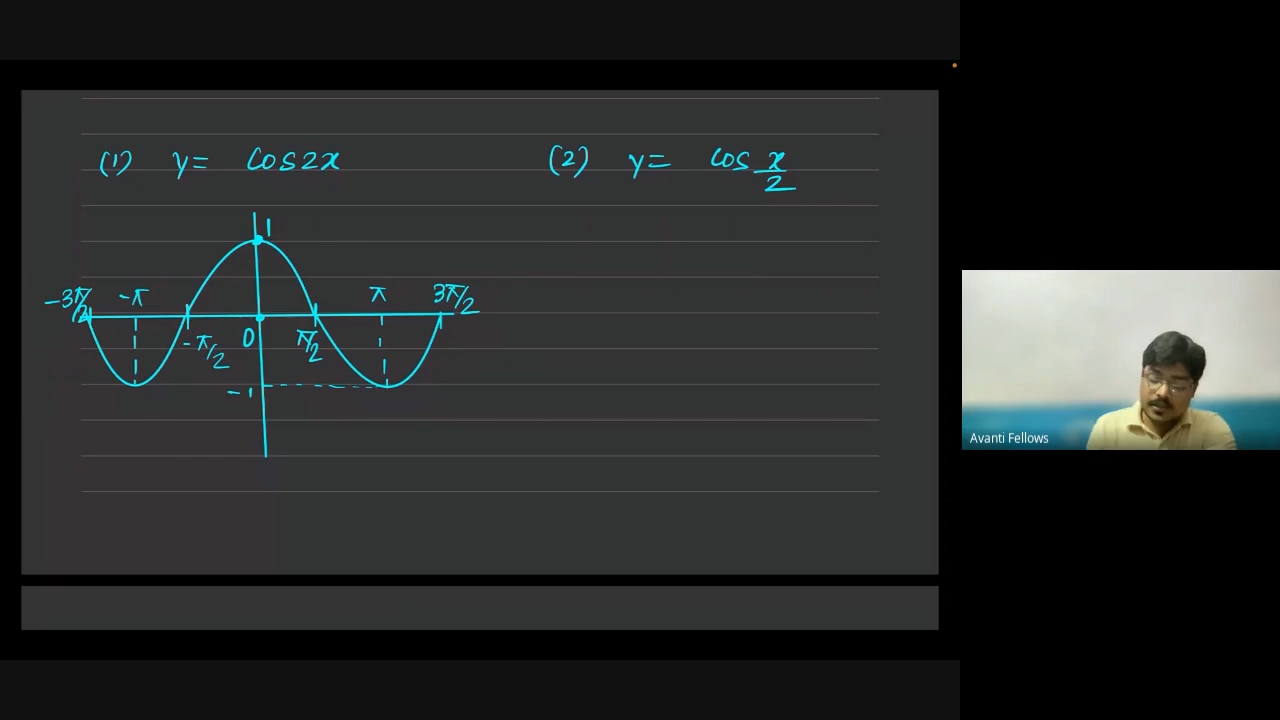 (1) y = cos2x
(2) y = cos x/2
1
-3π/2 -π π 3π/2
-π/2 0 π/2
-1
Avanti Fellows